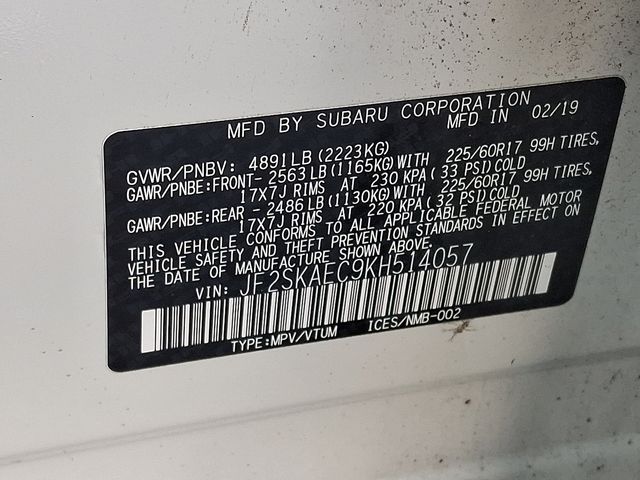 MFD BY SUBARU CORPORATION
MFD IN 02/19
GVWR/PNBV: 4891LB(2223KG)
GAWR/PNBE:FRONT- 2563LB(1165KG)WITH 225/60R17 99H TIRES,
17X7J RIMS AT 230 KPA( 33 PSI)COLD
GAWR/PNBE:REAR - 2486LB(1130KG)WITH 225/60R17 99H TIRES,
17X7J RIMS AT 220 KPA( 32 PSI)COLD
THIS VEHICLE CONFORMS TO ALL APPLICABLE FEDERAL MOTOR
VEHICLE SAFETY AND THEFT PREVENTION STANDARDS IN EFFECT ON
THE DATE OF MANUFACTURE SHOWN ABOVE.
VIN: JF2SKAEC9KH514057
TYPE:MPV/VTUM ICES/NMB-002